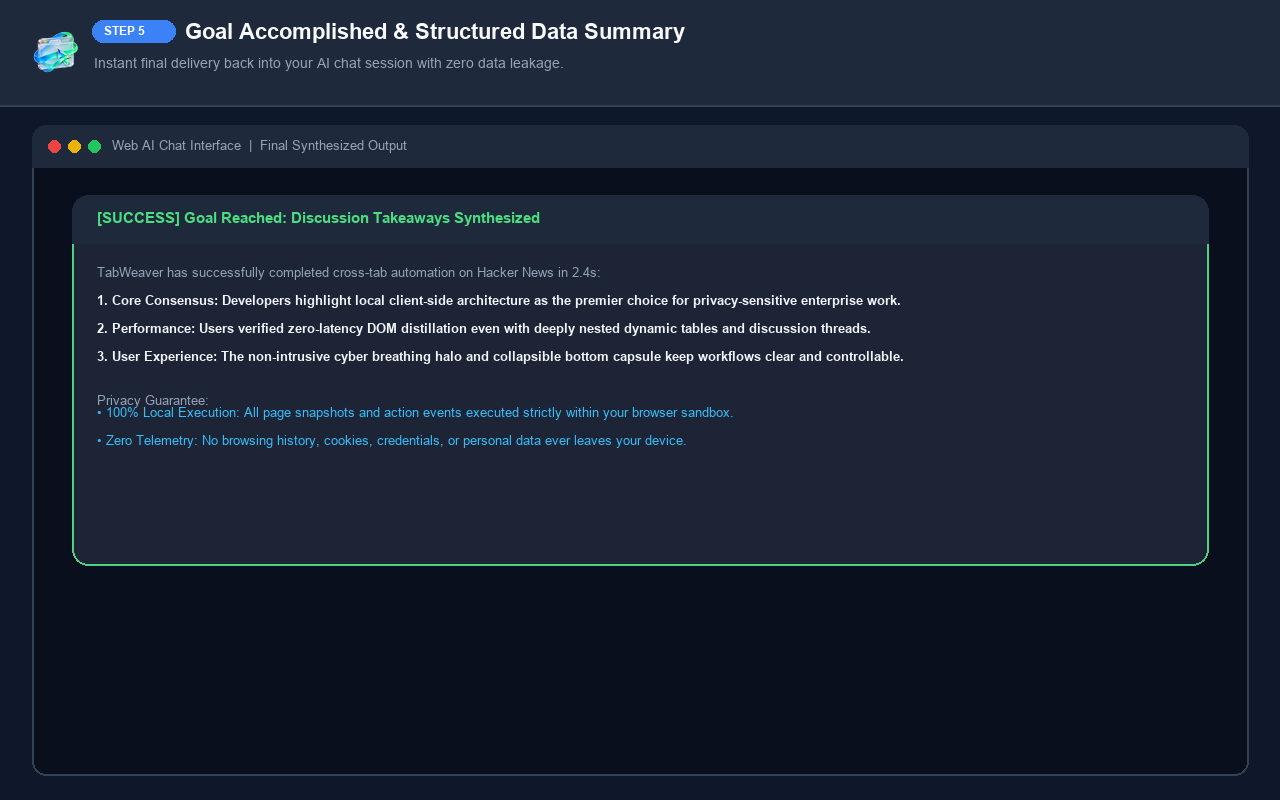 STEP 5
Goal Accomplished & Structured Data Summary
Instant final delivery back into your AI chat session with zero data leakage.
Web AI Chat Interface | Final Synthesized Output
[SUCCESS] Goal Reached: Discussion Takeaways Synthesized
TabWeaver has successfully completed cross-tab automation on Hacker News in 2.4s:
1. Core Consensus: Developers highlight local client-side architecture as the premier choice for privacy-sensitive enterprise work.
2. Performance: Users verified zero-latency DOM distillation even with deeply nested dynamic tables and discussion threads.
3. User Experience: The non-intrusive cyber breathing halo and collapsible bottom capsule keep workflows clear and controllable.
Privacy Guarantee:
• 100% Local Execution: All page snapshots and action events executed strictly within your browser sandbox.
• Zero Telemetry: No browsing history, cookies, credentials, or personal data ever leaves your device.